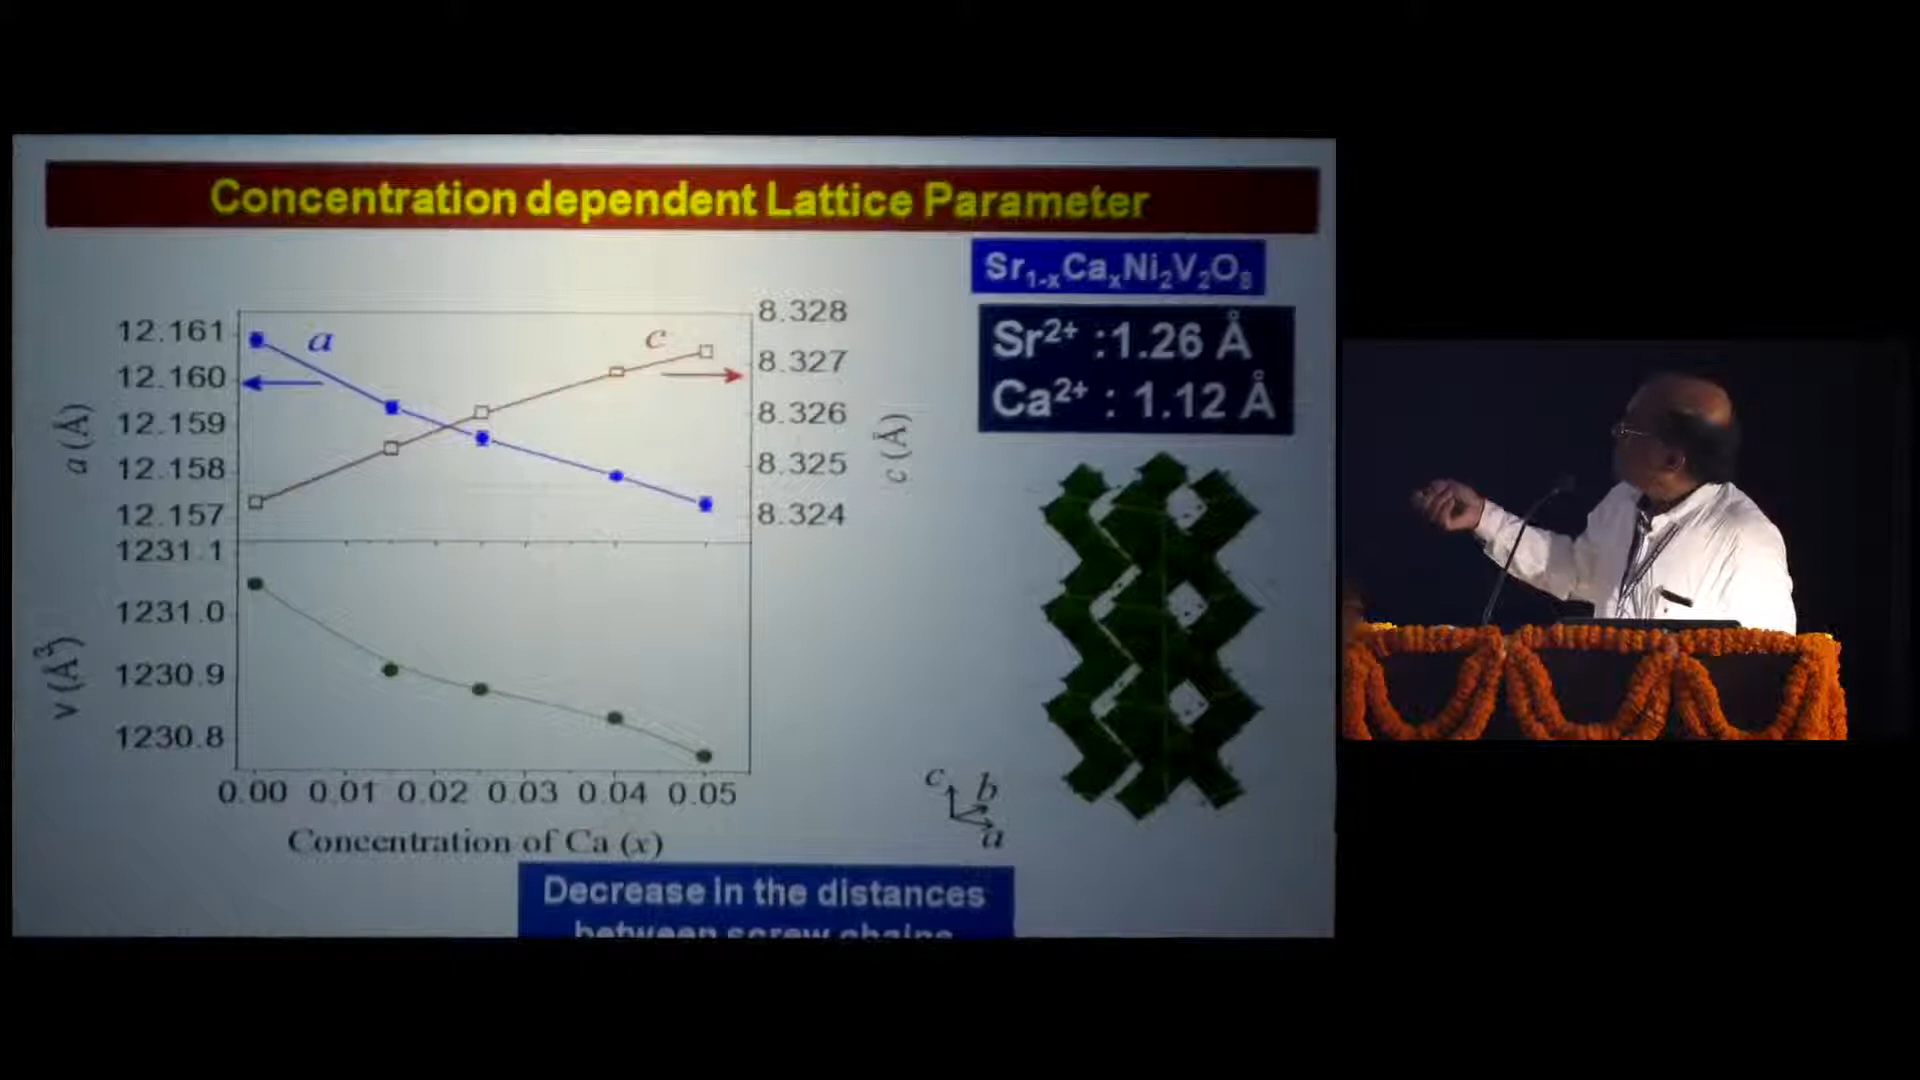 Concentration dependent Lattice Parameter
Sr1-xCaxNi2V2O8
Sr2+ :1.26 Å
Ca2+ : 1.12 Å
a
c
12.161
12.160
12.159
12.158
12.157
a (Å)
8.328
8.327
8.326
8.325
8.324
c (Å)
1231.1
1231.0
1230.9
1230.8
v (Å3)
0.00 0.01 0.02 0.03 0.04 0.05
Concentration of Ca (x)
c
b
a
Decrease in the distances
between screw chains